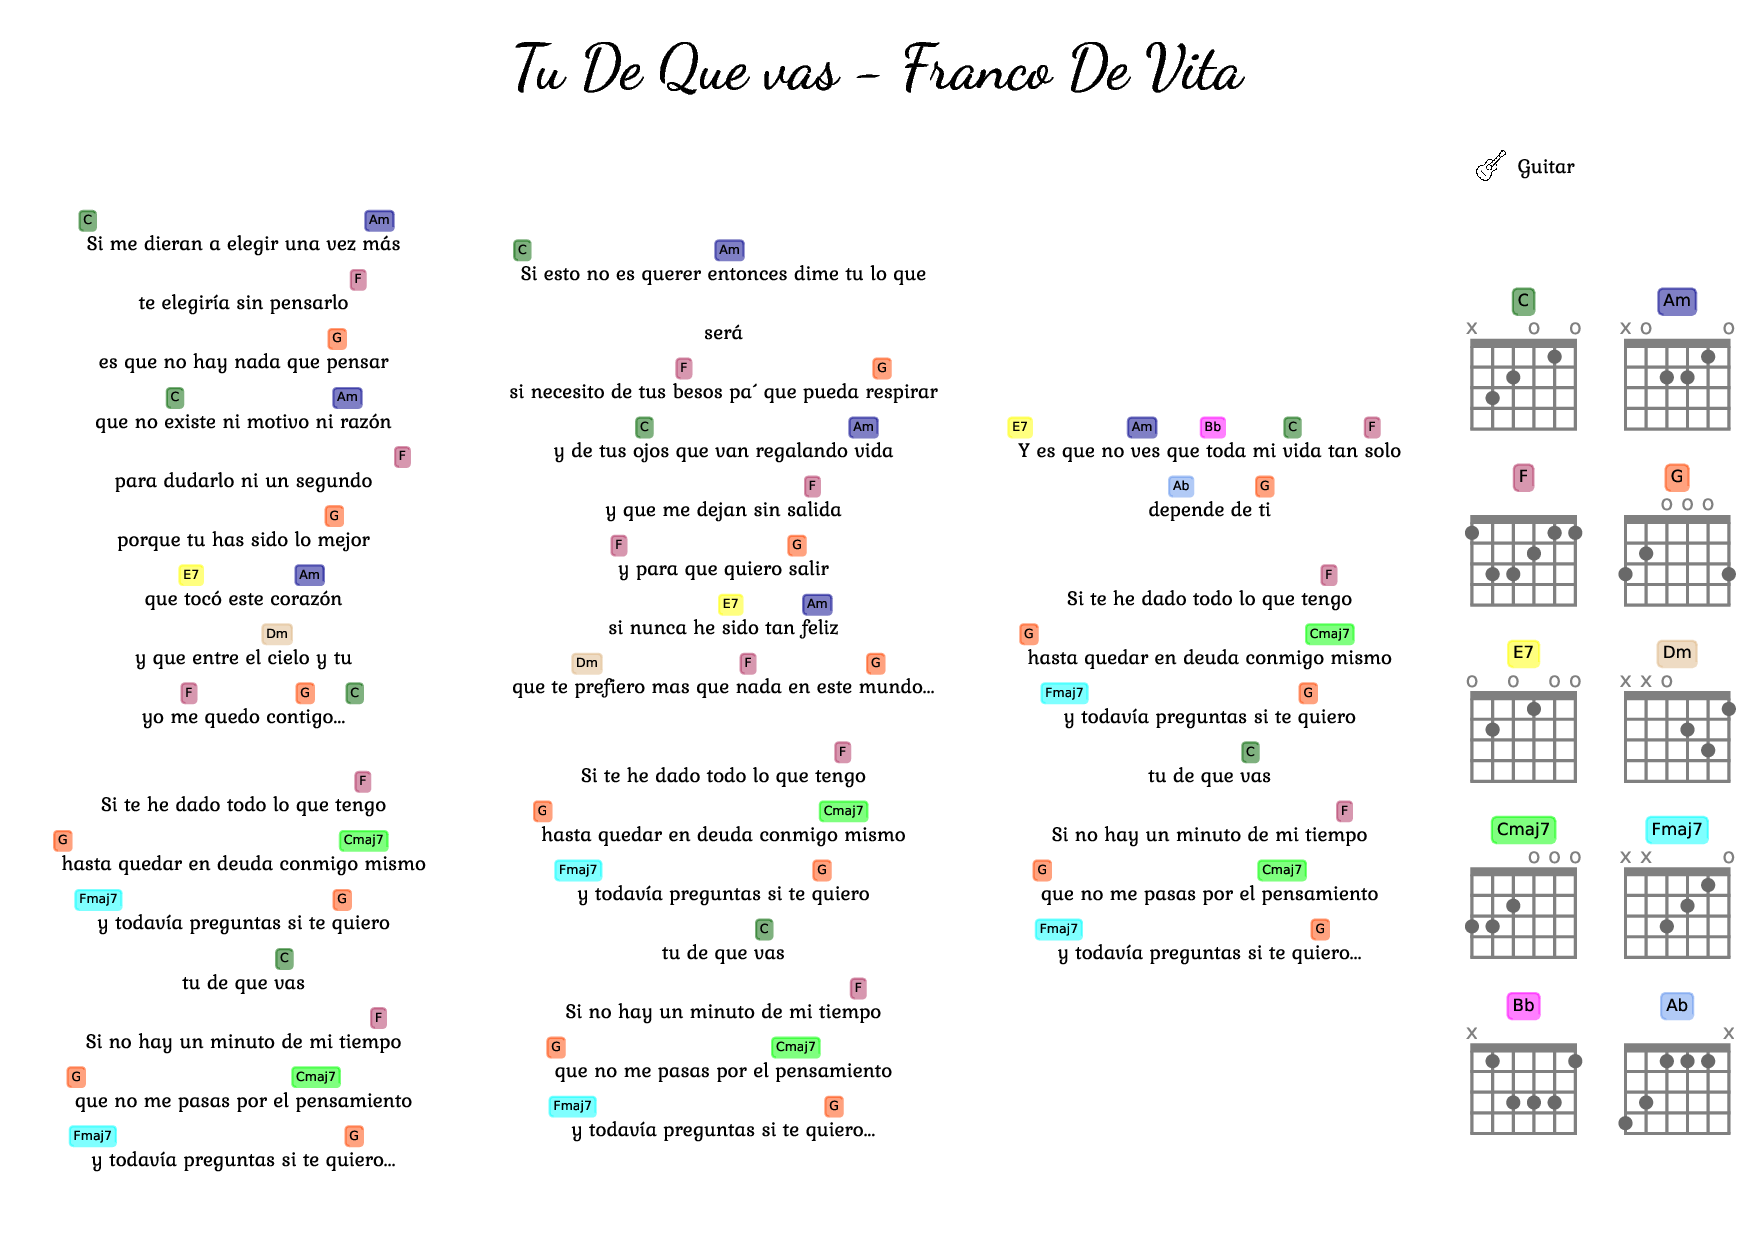 Tu De Que vas - Franco De Vita
C Am
Si me dieran a elegir una vez más
F
te elegiría sin pensarlo
G
es que no hay nada que pensar
C Am
que no existe ni motivo ni razón
F
para dudarlo ni un segundo
G
porque tu has sido lo mejor
E7 Am
que tocó este corazón
Dm
y que entre el cielo y tu
F G C
yo me quedo contigo...
F
Si te he dado todo lo que tengo
G Cmaj7
hasta quedar en deuda conmigo mismo
Fmaj7 G
y todavía preguntas si te quiero
C
tu de que vas
F
Si no hay un minuto de mi tiempo
G Cmaj7
que no me pasas por el pensamiento
Fmaj7 G
y todavía preguntas si te quiero...
C Am
Si esto no es querer entonces dime tu lo que
será
F G
si necesito de tus besos pa´ que pueda respirar
C Am
y de tus ojos que van regalando vida
F
y que me dejan sin salida
F G
y para que quiero salir
E7 Am
si nunca he sido tan feliz
Dm F G
que te prefiero mas que nada en este mundo...
F
Si te he dado todo lo que tengo
G Cmaj7
hasta quedar en deuda conmigo mismo
Fmaj7 G
y todavía preguntas si te quiero
C
tu de que vas
F
Si no hay un minuto de mi tiempo
G Cmaj7
que no me pasas por el pensamiento
Fmaj7 G
y todavía preguntas si te quiero...
E7 Am Bb C F
Y es que no ves que toda mi vida tan solo
Ab G
depende de ti
F
Si te he dado todo lo que tengo
G Cmaj7
hasta quedar en deuda conmigo mismo
Fmaj7 G
y todavía preguntas si te quiero
C
tu de que vas
F
Si no hay un minuto de mi tiempo
G Cmaj7
que no me pasas por el pensamiento
Fmaj7 G
y todavía preguntas si te quiero...
Guitar
C Am
x o o x o o
F G
o o o
E7 Dm
o o o o x x o
Cmaj7 Fmaj7
o o o x x o
Bb Ab
x x